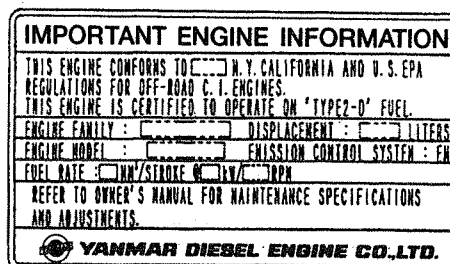 IMPORTANT ENGINE INFORMATION
THIS ENGINE CONFORMS TO M.Y. CALIFORNIA AND U.S. EPA
REGULATIONS FOR OFF-ROAD C.I. ENGINES.
THIS ENGINE IS CERTIFIED TO OPERATE ON "TYPE2-D" FUEL.
ENGINE FAMILY : DISPLACEMENT : LITERS
ENGINE MODEL : EMISSION CONTROL SYSTEM : EM
FUEL RATE : MM³/STROKE @ kW/ RPM
REFER TO OWNER'S MANUAL FOR MAINTENANCE SPECIFICATIONS
AND ADJUSTMENTS.
YANMAR DIESEL ENGINE CO.,LTD.